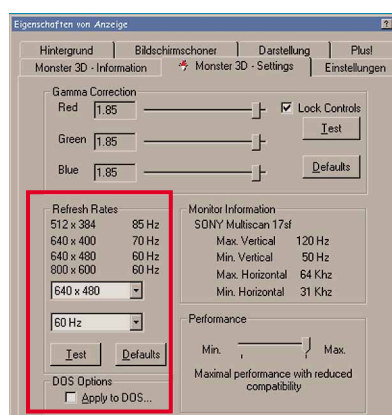 Eigenschaften von Anzeige
Hintergrund Bildschirmschoner Darstellung Plus!
Monster 3D - Information Monster 3D - Settings Einstellungen
Gamma Correction
Red 1.85 Lock Controls
Test
Green 1.85
Blue 1.85 Defaults
Refresh Rates
512 x 384 85 Hz
640 x 400 70 Hz
640 x 480 60 Hz
800 x 600 60 Hz
640 x 480
60 Hz
Test Defaults
DOS Options
Apply to DOS...
Monitor Information
SONY Multiscan 17sf
Max. Vertical 120 Hz
Min. Vertical 50 Hz
Max. Horizontal 64 Khz
Min. Horizontal 31 Khz
Performance
Min. Max.
Maximal performance with reduced
compatibility